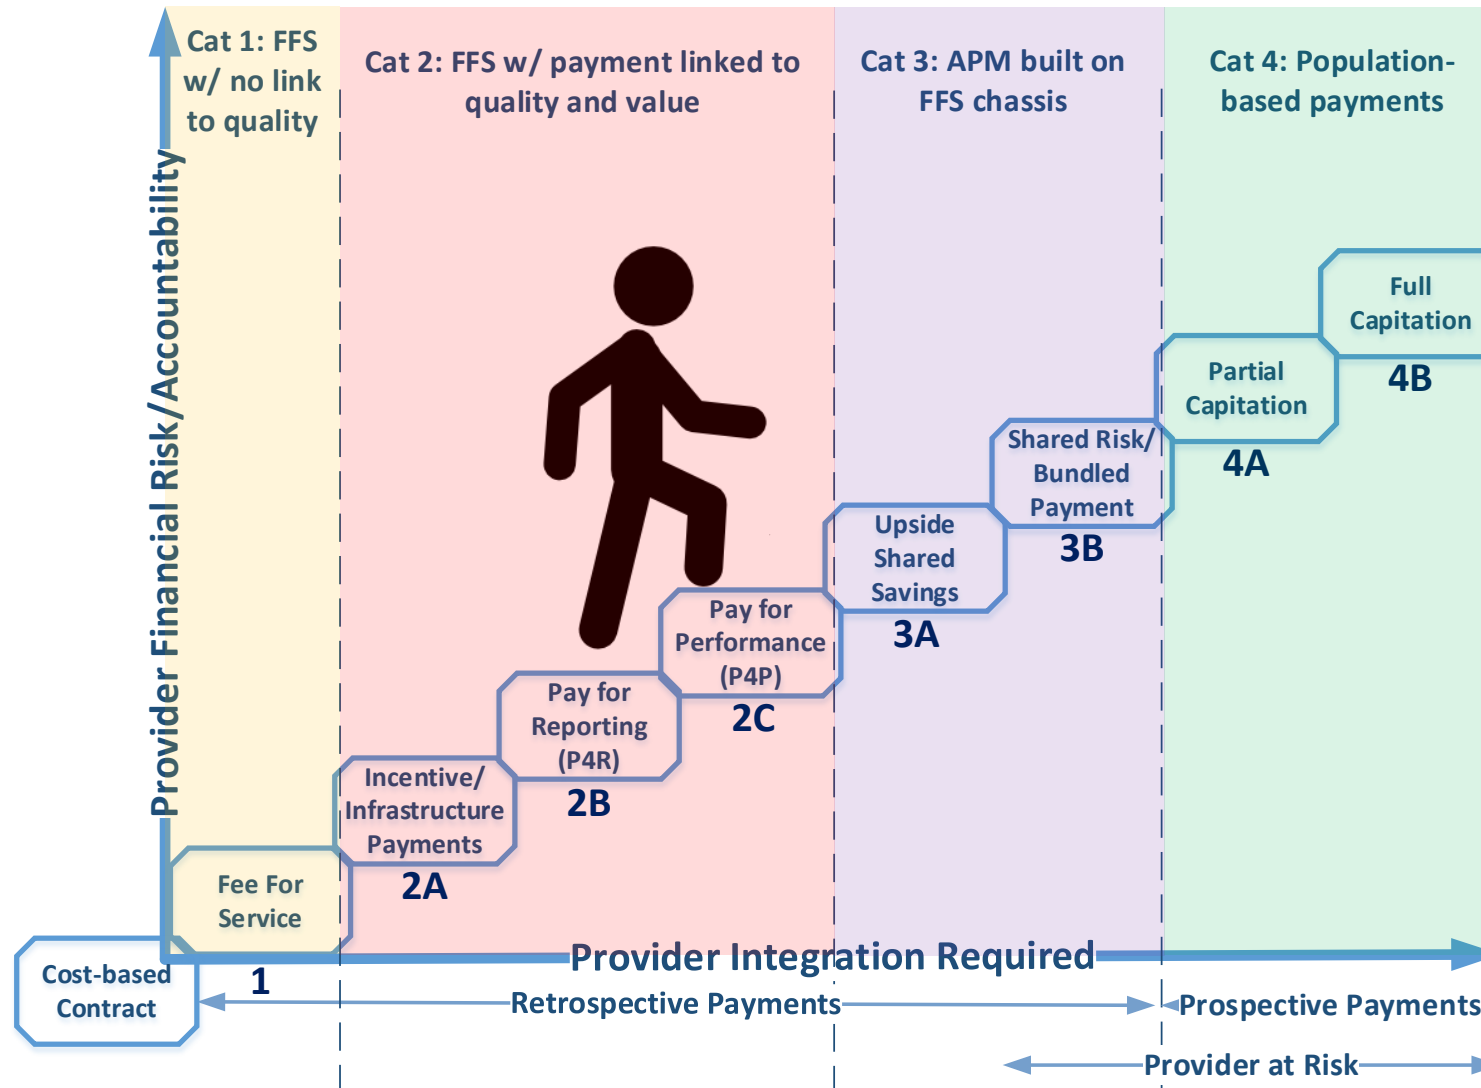 Cat 1: FFS
w/ no link
to quality
Cat 2: FFS w/ payment linked to
quality and value
Cat 3: APM built on
FFS chassis
Cat 4: Population-
based payments
Provider Financial Risk/Accountability
Full
Capitation
4B
Partial
Capitation
4A
Shared Risk/
Bundled
Payment
3B
Upside
Shared
Savings
3A
Pay for
Performance
(P4P)
2C
Pay for
Reporting
(P4R)
2B
Incentive/
Infrastructure
Payments
2A
Fee For
Service
1
Cost-based
Contract
Provider Integration Required
Retrospective Payments
Prospective Payments
Provider at Risk